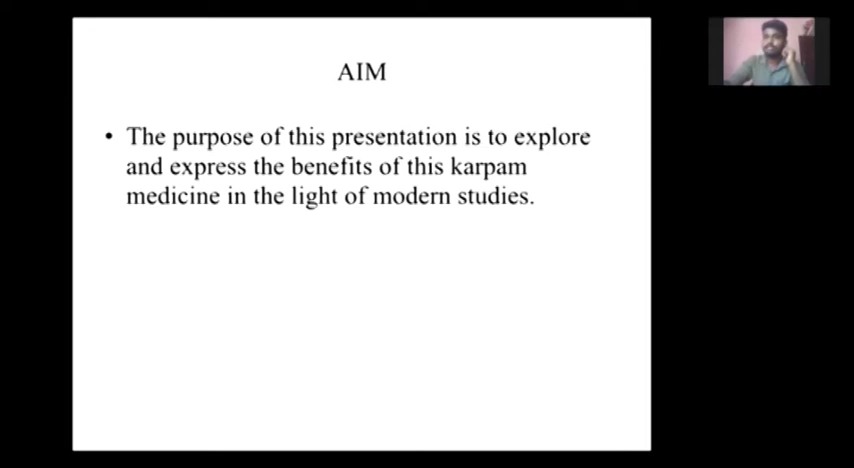 AIM
• The purpose of this presentation is to explore
and express the benefits of this karpam
medicine in the light of modern studies.